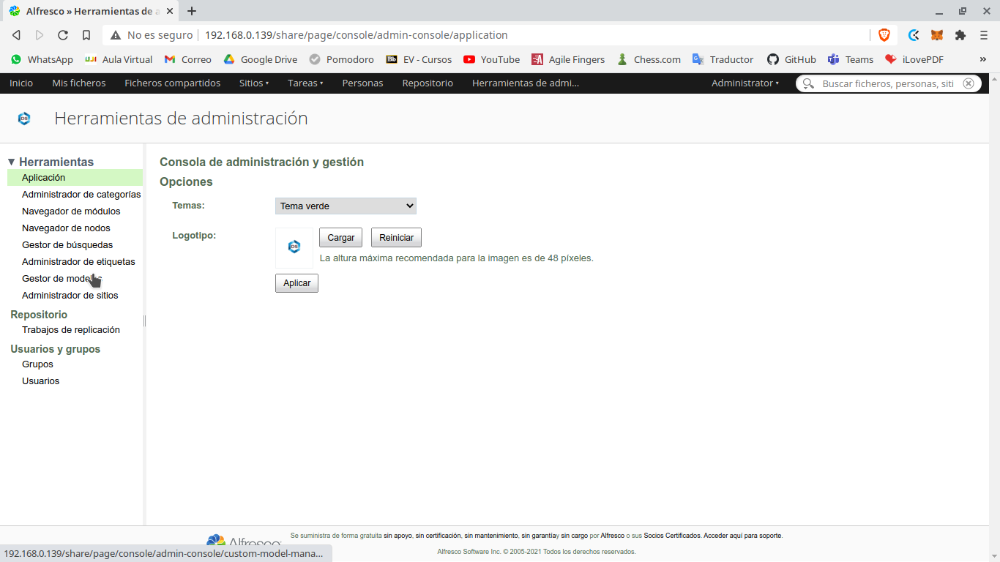 Alfresco » Herramientas de a
No es seguro 192.168.0.139/share/page/console/admin-console/application
WhatsApp Aula Virtual Correo Google Drive Pomodoro Bb EV - Cursos YouTube Agile Fingers Chess.com Traductor GitHub Teams iLovePDF »
Inicio Mis ficheros Ficheros compartidos Sitios Tareas Personas Repositorio Herramientas de admi... Administrator Buscar ficheros, personas, siti
DS Herramientas de administración
Herramientas
Aplicación
Administrador de categorías
Navegador de módulos
Navegador de nodos
Gestor de búsquedas
Administrador de etiquetas
Gestor de
Administrador de sitios
Repositorio
Trabajos de replicación
Usuarios y grupos
Grupos
Usuarios
Consola de administración y gestión
Opciones
Temas: Tema verde
Logotipo: DS Cargar Reiniciar
La altura máxima recomendada para la imagen es de 48 píxeles.
Aplicar
Alfresco
Se suministra de forma gratuita sin apoyo, sin certificación, sin mantenimiento, sin garantíay sin cargo por Alfresco o sus Socios Certificados. Acceder aquí para soporte.
Alfresco Software Inc. © 2005-2021 Todos los derechos reservados.
192.168.0.139/share/page/console/admin-console/custom-model-mana...